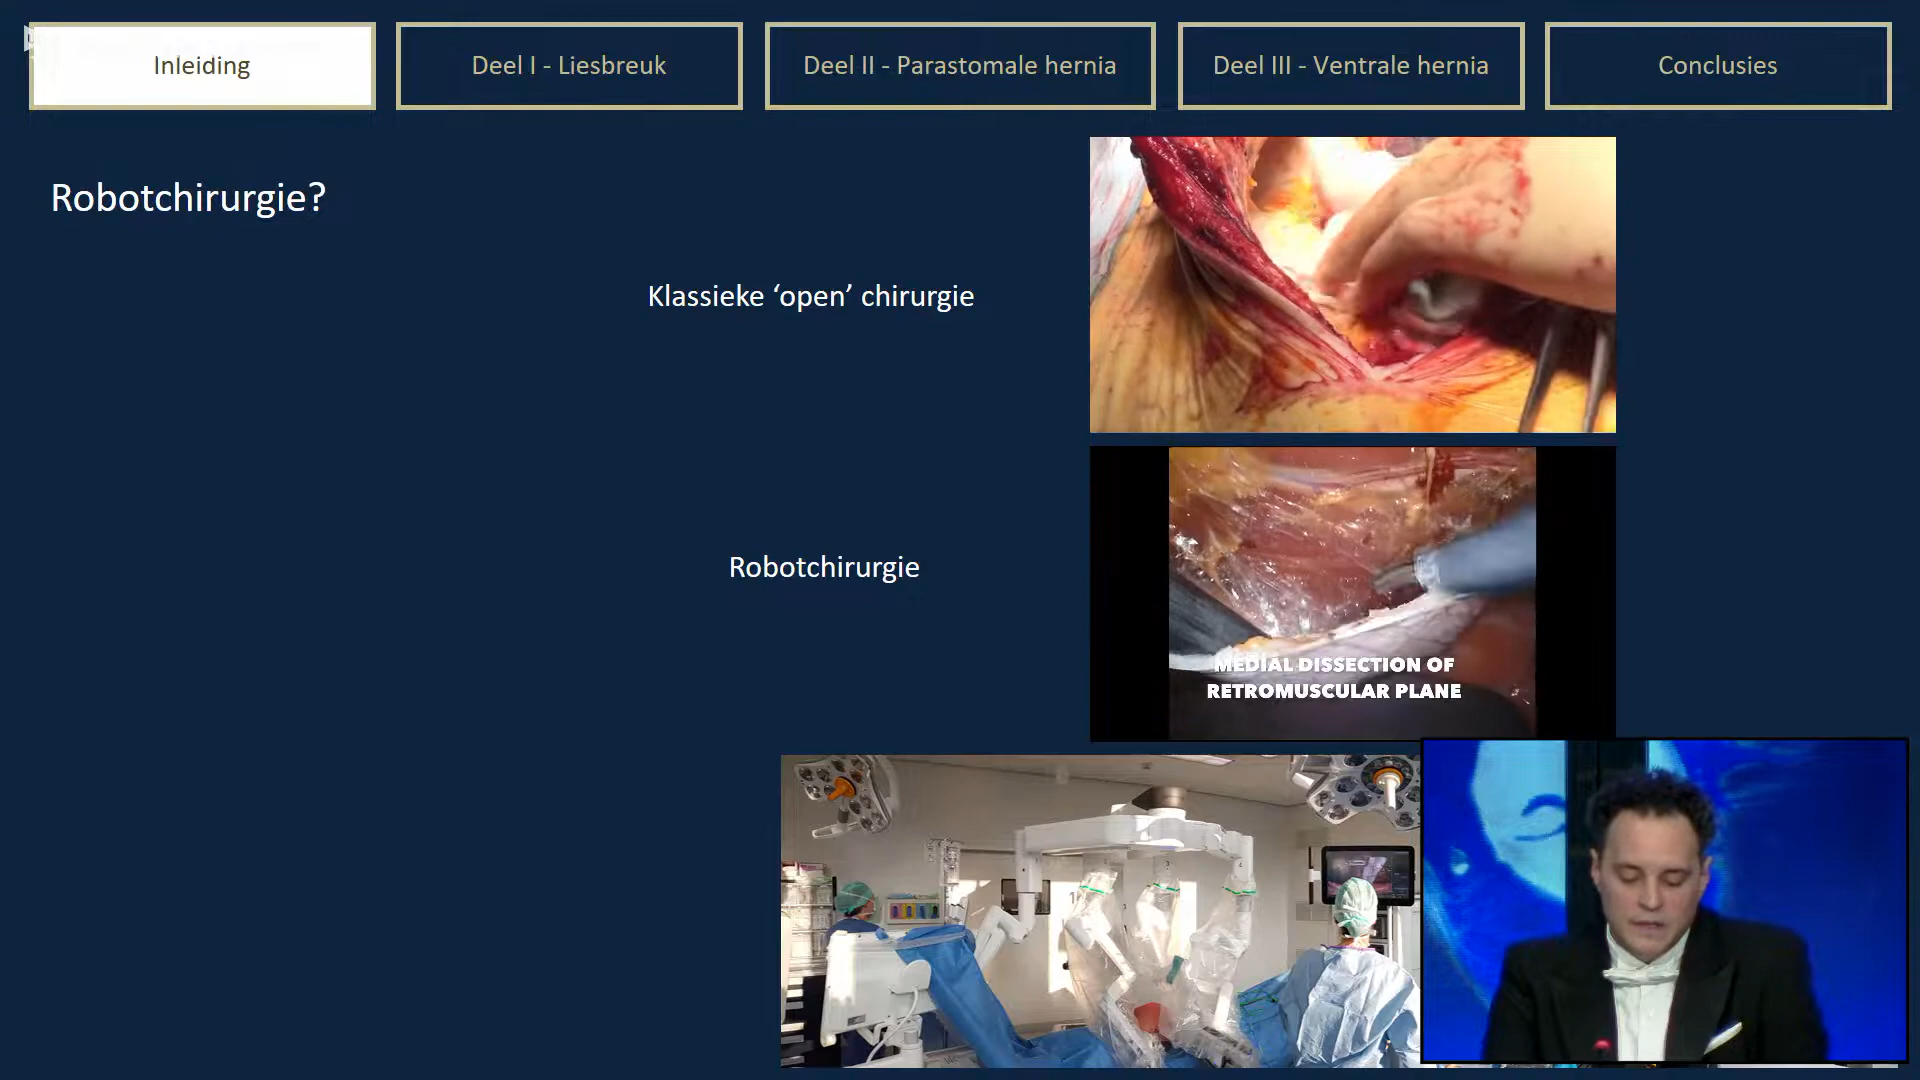 Inleiding
Deel I - Liesbreuk
Deel II - Parastomale hernia
Deel III - Ventrale hernia
Conclusies
Robotchirurgie?
Klassieke ‘open’ chirurgie
Robotchirurgie
MEDIAL DISSECTION OF
RETROMUSCULAR PLANE